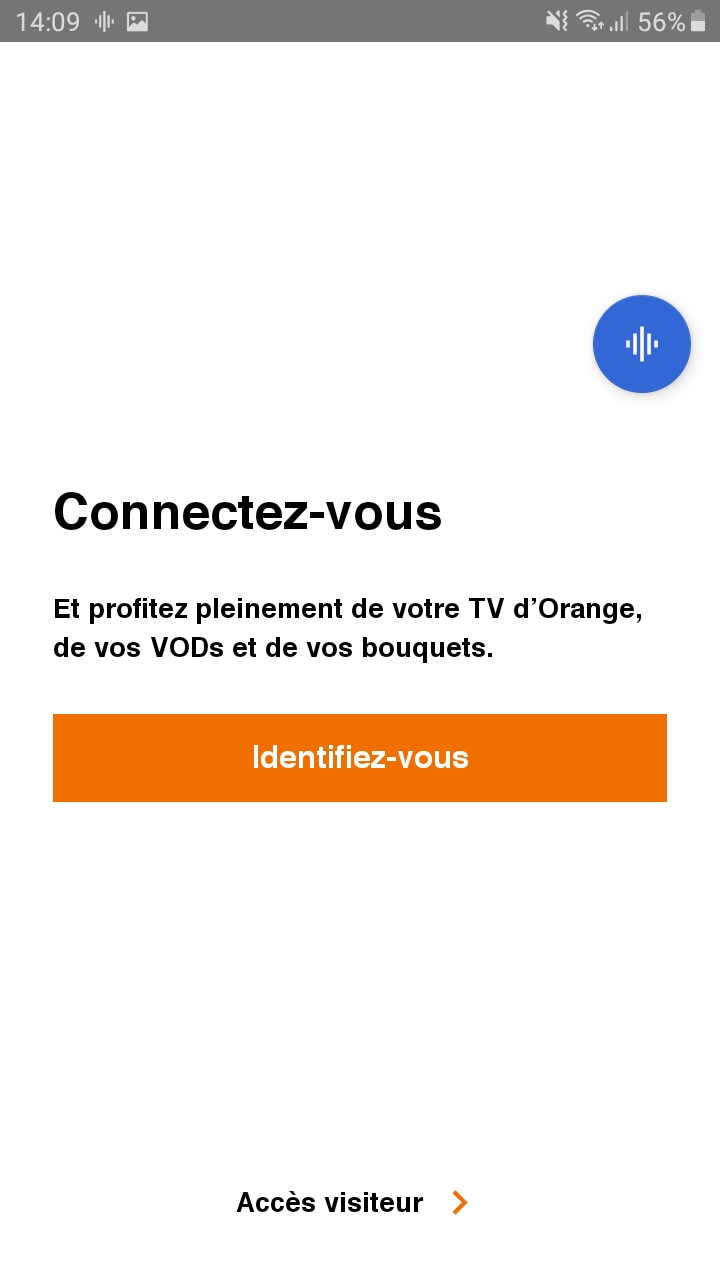 14:09 56%
Connectez-vous
Et profitez pleinement de votre TV d’Orange,
de vos VODs et de vos bouquets.
Identifiez-vous
Accès visiteur